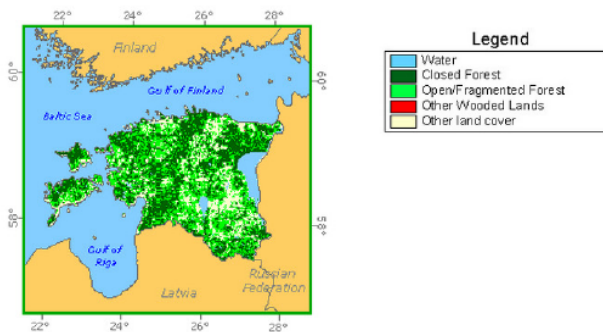 22° 24° 26° 28°
Finland
60° 60°
Gulf of Finland
Baltic Sea
58° 58°
Gulf of
Riga
Russian
Federation
Latvia
22° 24° 26° 28°
Legend
Water
Closed Forest
Open/Fragmented Forest
Other Wooded Lands
Other land cover